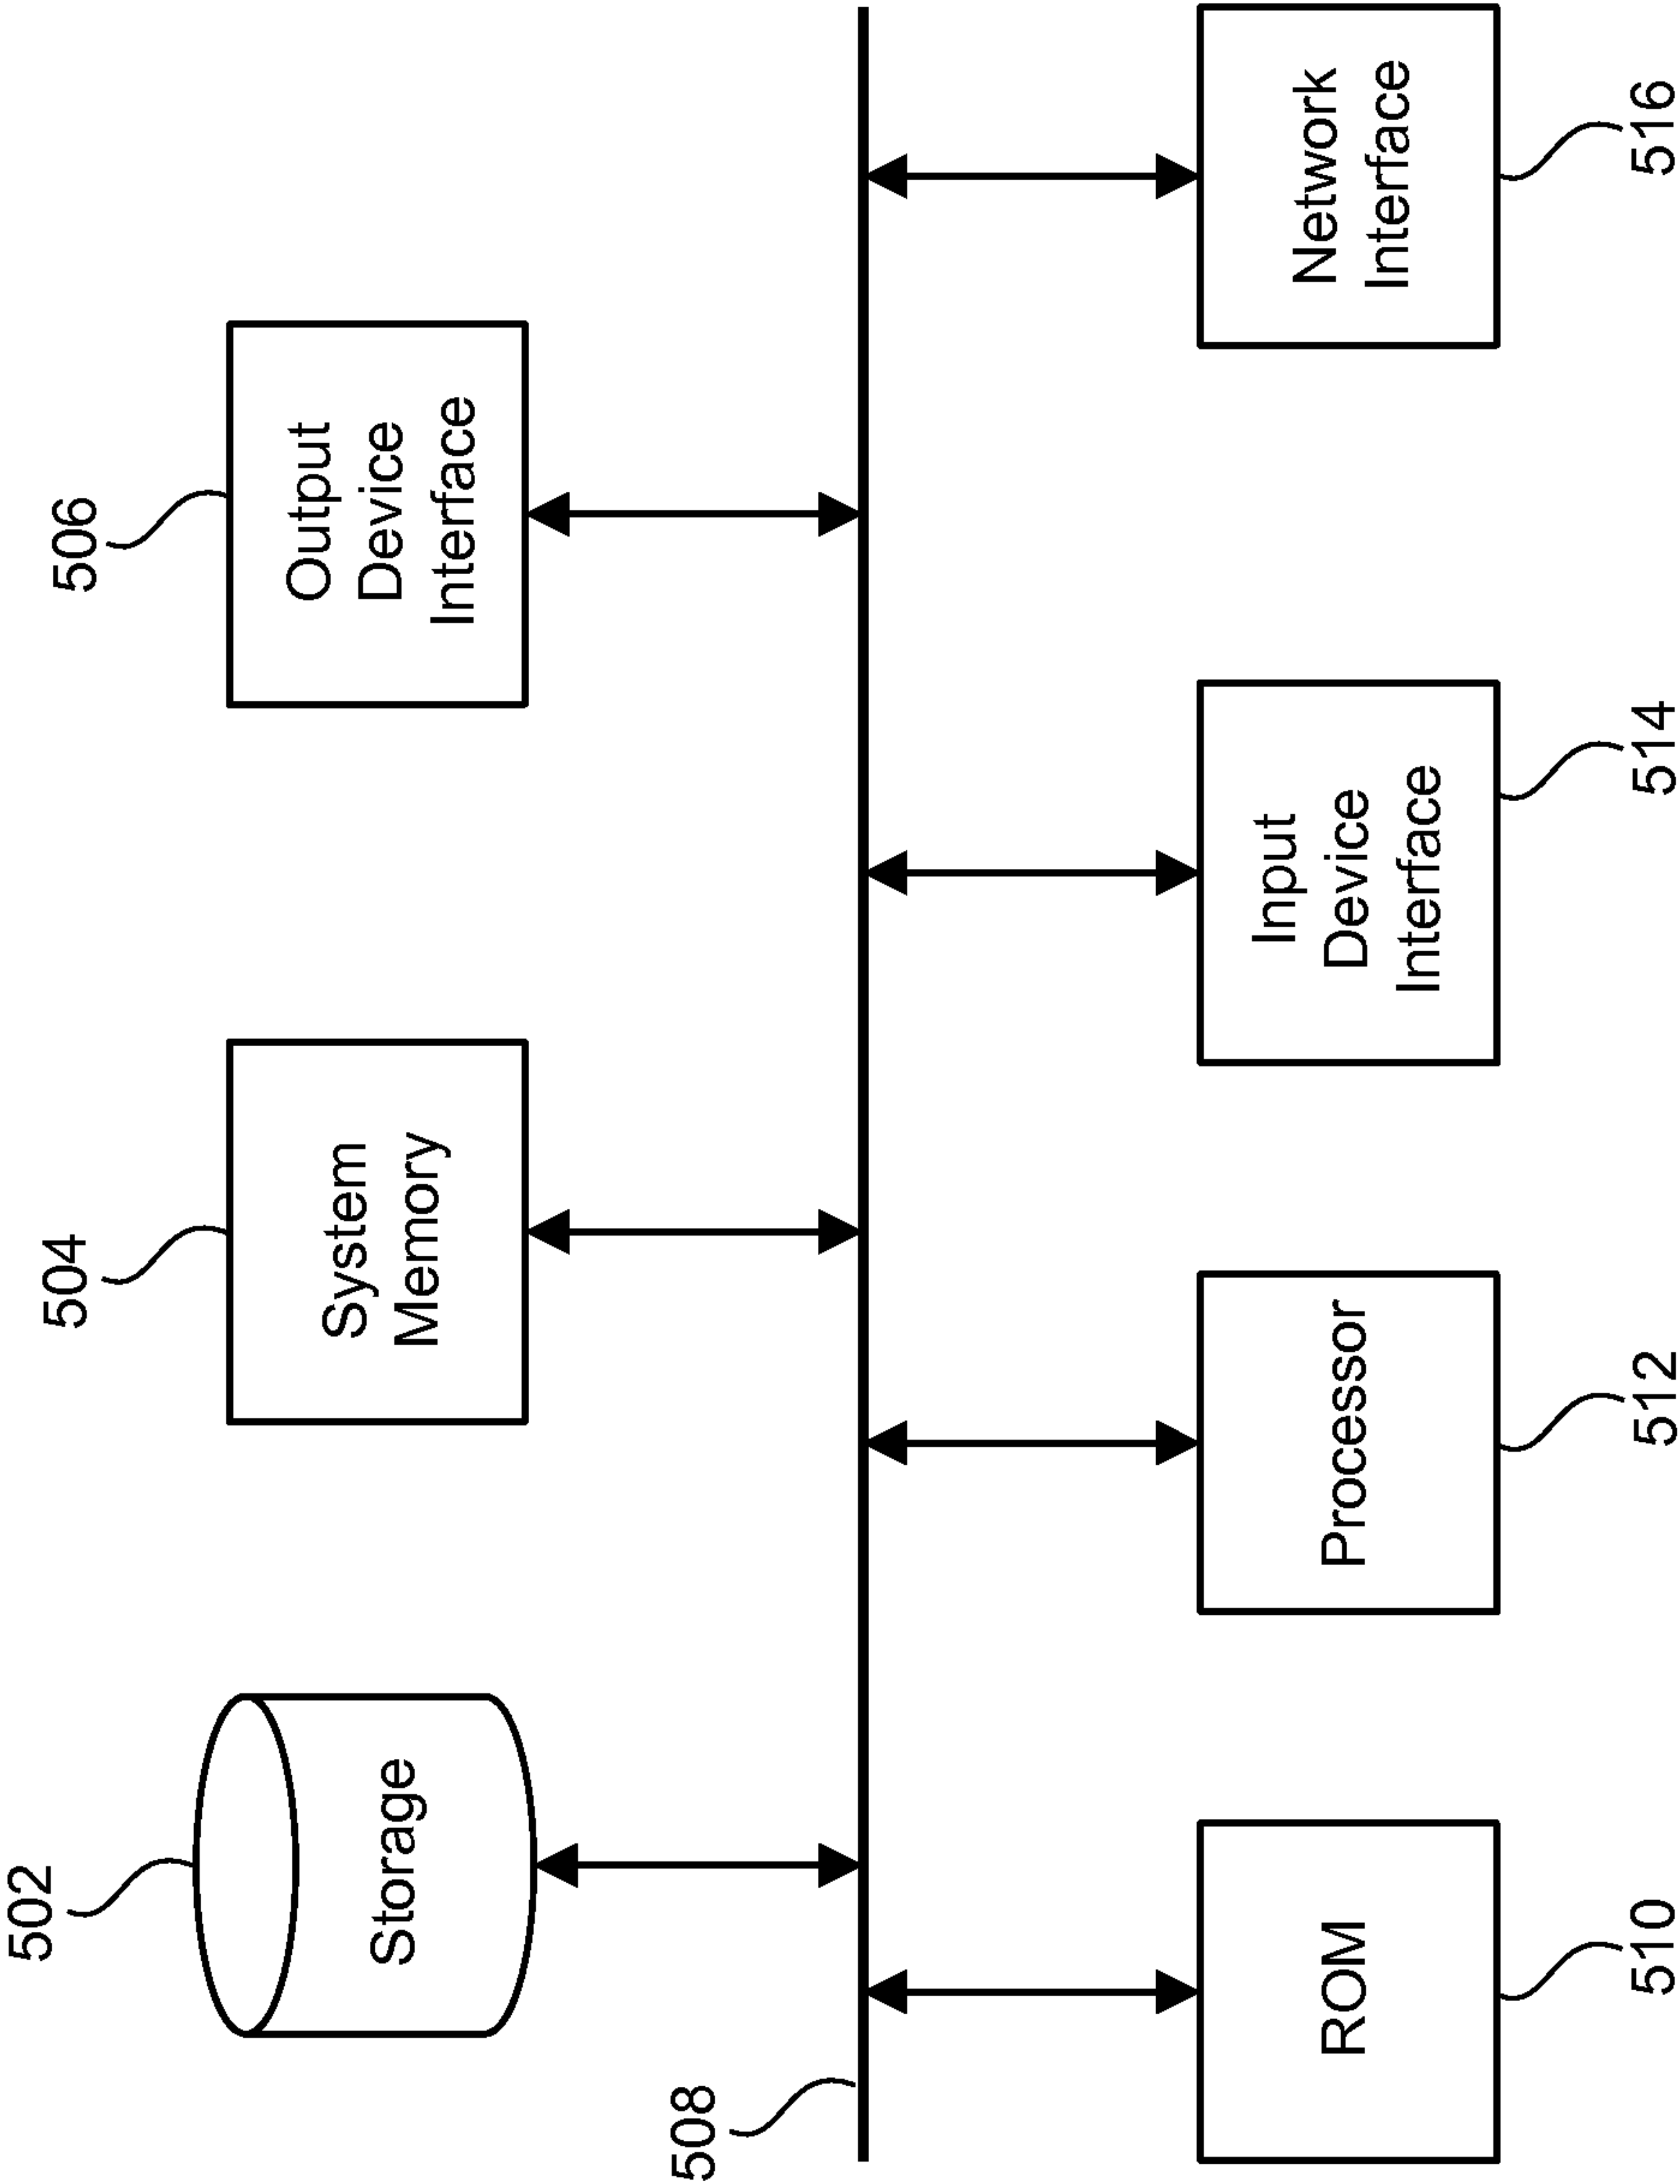 502
504
506
Storage
System
Memory
Output
Device
Interface
508
ROM
Processor
Input
Device
Interface
Network
Interface
510
512
514
516